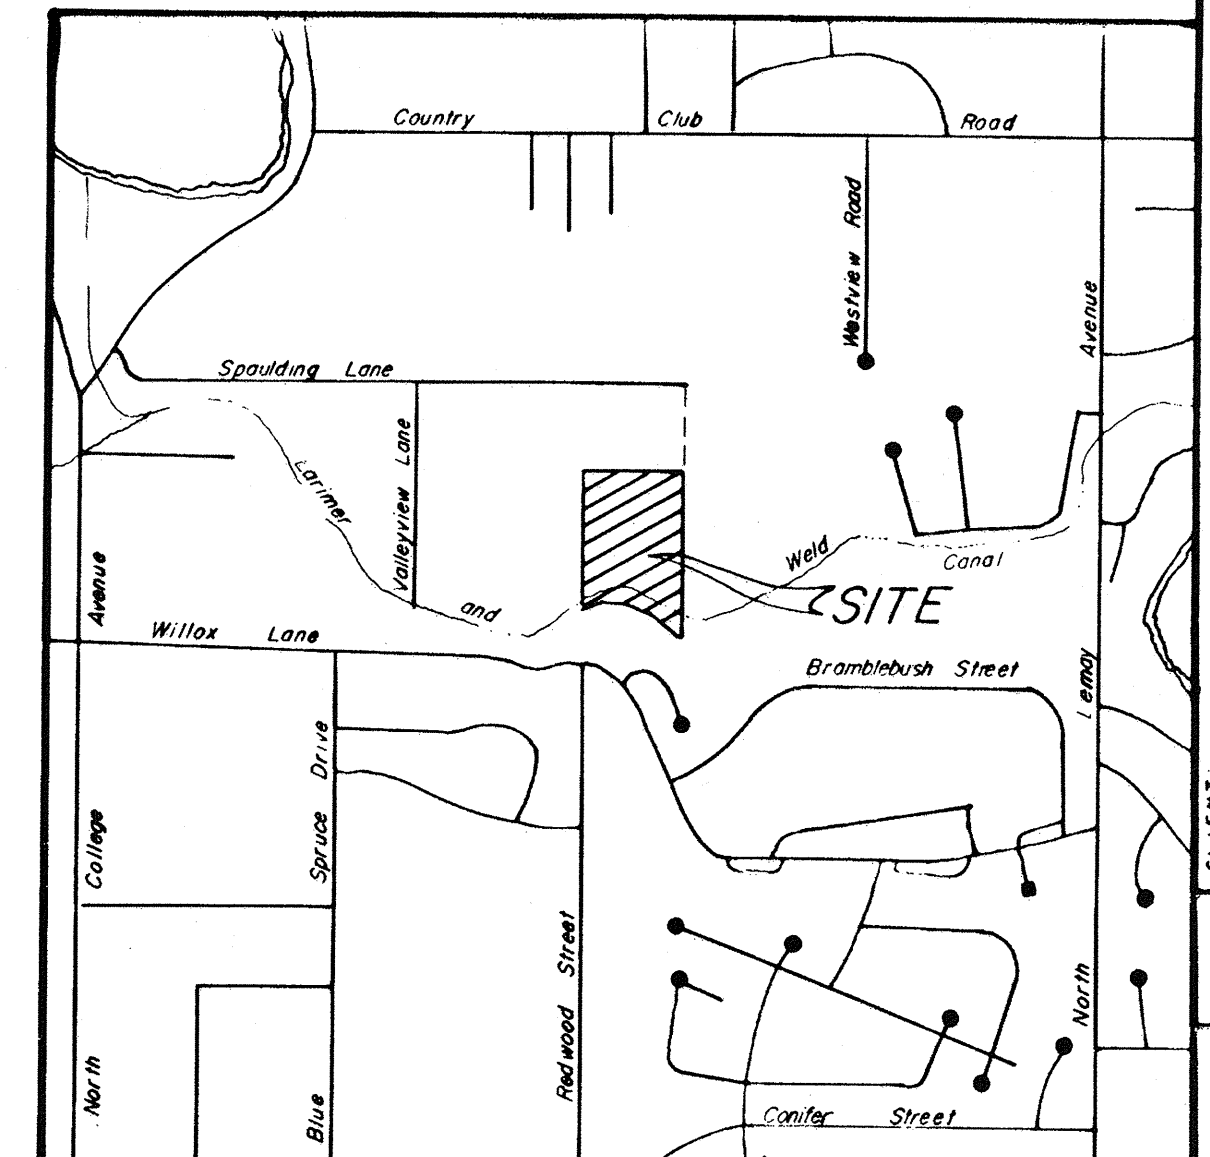 Country Club Road
Westview Road
Avenue
Spaulding Lane
Valleyview Lane
Larimer
and
Weld
Canal
SITE
Avenue
Willox Lane
Bramblebush Street
Lemay
Spruce Drive
College
Redwood Street
North
North
Blue
Conifer Street